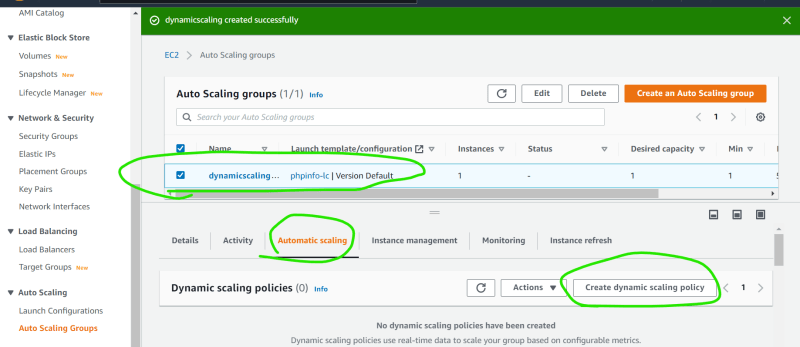 dynamicscaling created successfully
AMI Catalog
Elastic Block Store
Volumes New
Snapshots New
Lifecycle Manager New
Network & Security
Security Groups
Elastic IPs
Placement Groups
Key Pairs
Network Interfaces
Load Balancing
Load Balancers
Target Groups New
Auto Scaling
Launch Configurations
Auto Scaling Groups
EC2 > Auto Scaling groups
Auto Scaling groups (1/1) Info
Edit Delete Create an Auto Scaling group
Search your Auto Scaling groups
1
Name Launch template/configuration Instances Status Desired capacity Min
dynamicscaling... phpinfo-lc | Version Default 1 - 1 1
Details Activity Automatic scaling Instance management Monitoring Instance refresh
Dynamic scaling policies (0) Info
Actions Create dynamic scaling policy 1
No dynamic scaling policies have been created
Dynamic scaling policies use real-time data to scale your group based on configurable metrics.